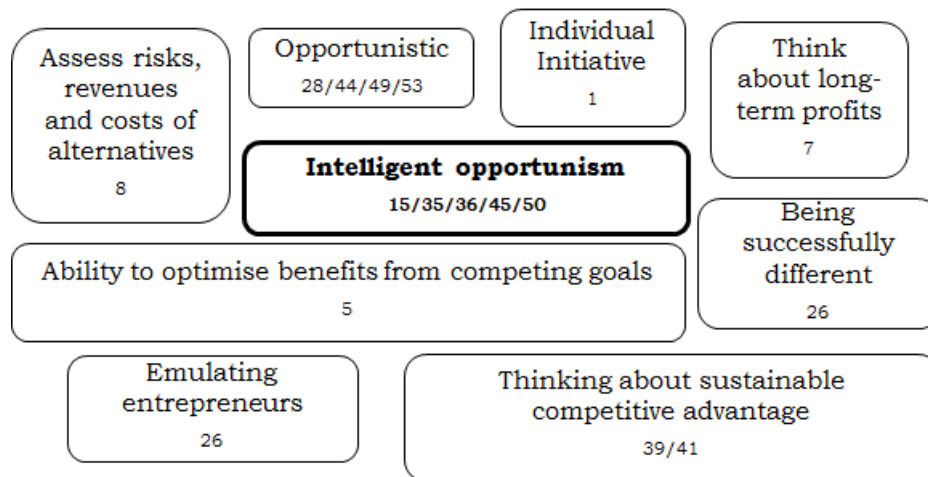 Assess risks,
revenues
and costs of
alternatives
8
Opportunistic
28/44/49/53
Individual
Initiative
1
Think
about long-
term profits
7
Intelligent opportunism
15/35/36/45/50
Being
successfully
different
26
Ability to optimise benefits from competing goals
5
Emulating
entrepreneurs
26
Thinking about sustainable
competitive advantage
39/41